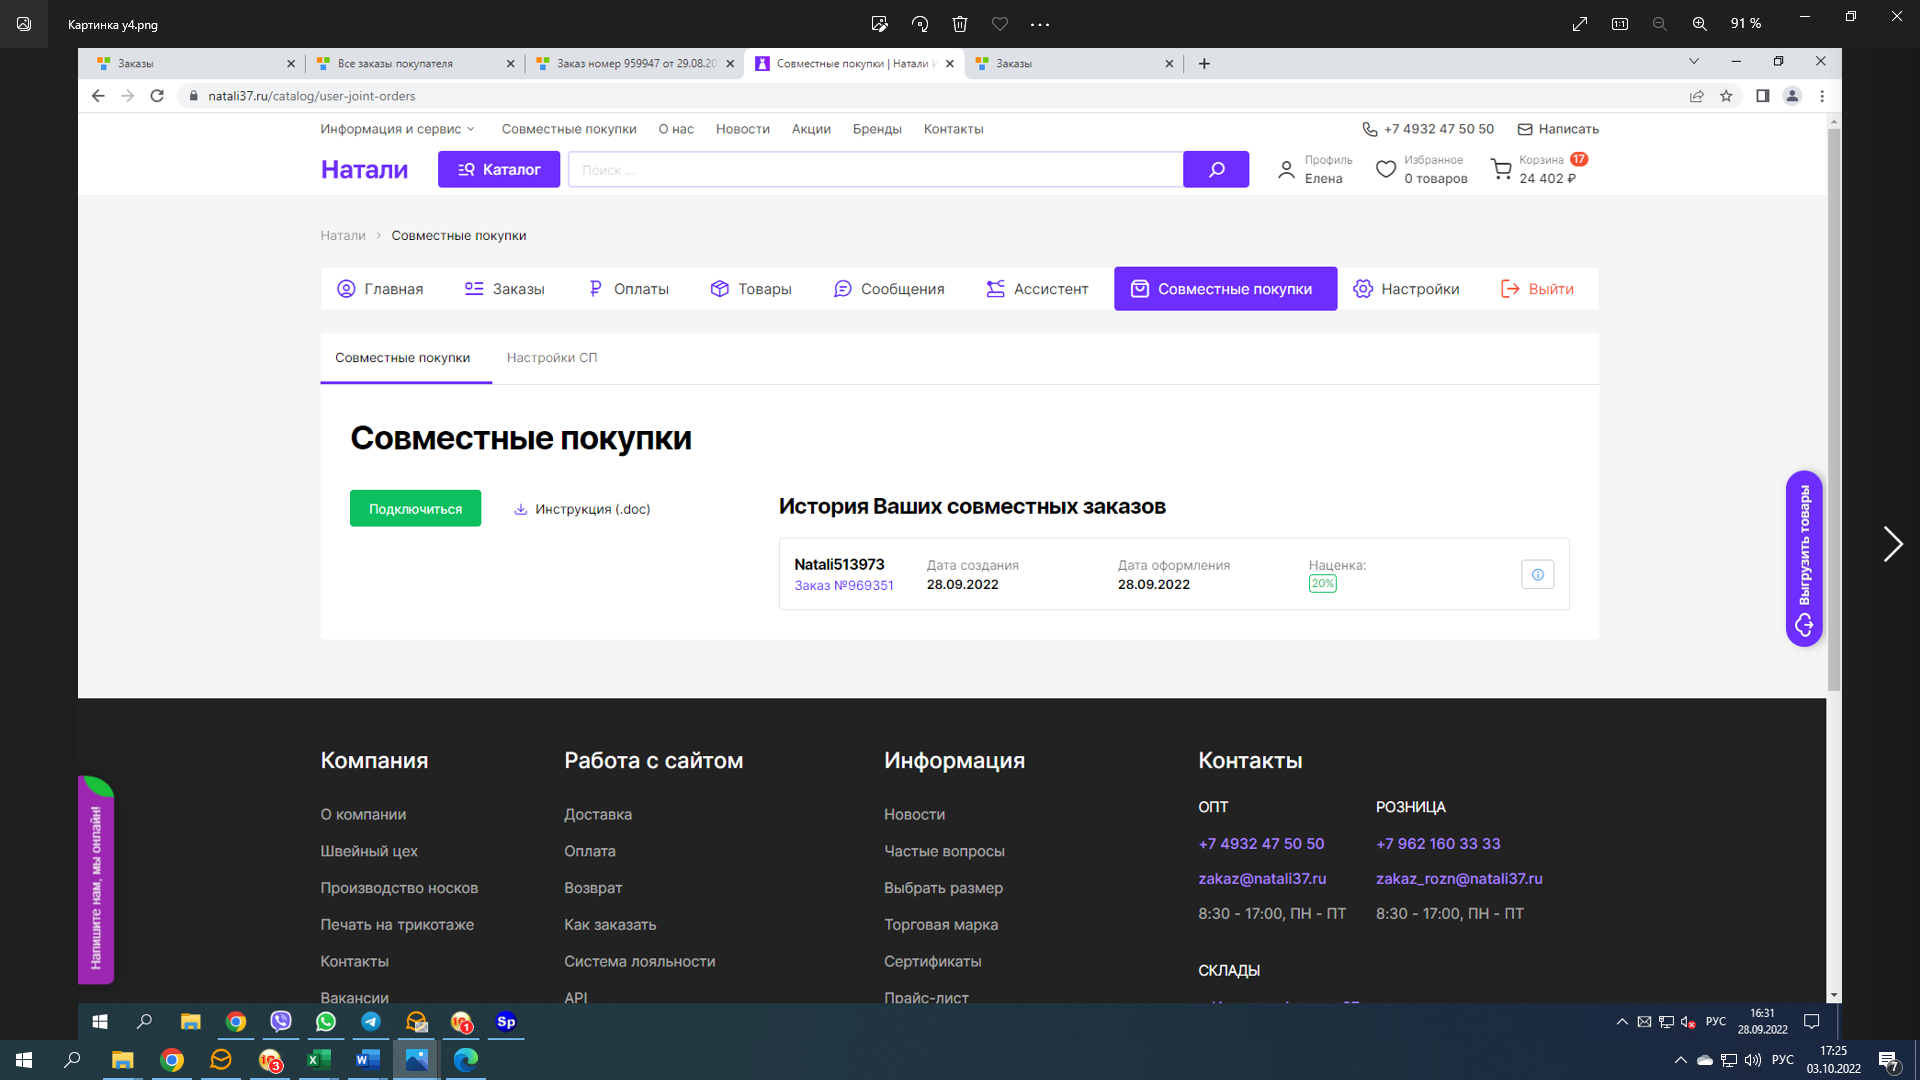 Картинка у4.png
91 %
Заказы
Все заказы покупателя
Заказ номер 959947 от 29.08.20
Совместные покупки | Натали И
Заказы
natali37.ru/catalog/user-joint-orders
Информация и сервис
Совместные покупки
О нас
Новости
Акции
Бренды
Контакты
+7 4932 47 50 50
Написать
Натали
Каталог
Поиск ...
Профиль
Елена
Избранное
0 товаров
Корзина 17
24 402 ₽
Натали > Совместные покупки
Главная
Заказы
Оплаты
Товары
Сообщения
Ассистент
Совместные покупки
Настройки
Выйти
Совместные покупки
Настройки СП
Совместные покупки
Подключиться
Инструкция (.doc)
История Ваших совместных заказов
Natali513973
Заказ №969351
Дата создания
28.09.2022
Дата оформления
28.09.2022
Наценка:
20%
Выгрузить товары
Напишите нам, мы онлайн!
Компания
О компании
Швейный цех
Производство носков
Печать на трикотаже
Контакты
Вакансии
Работа с сайтом
Доставка
Оплата
Возврат
Как заказать
Система лояльности
API
Информация
Новости
Частые вопросы
Выбрать размер
Торговая марка
Сертификаты
Прайс-лист
Контакты
ОПТ
+7 4932 47 50 50
zakaz@natali37.ru
8:30 - 17:00, ПН - ПТ
РОЗНИЦА
+7 962 160 33 33
zakaz_rozn@natali37.ru
8:30 - 17:00, ПН - ПТ
СКЛАДЫ
1
Sp
РУС
16:31
28.09.2022
3
РУС
17:25
03.10.2022
7